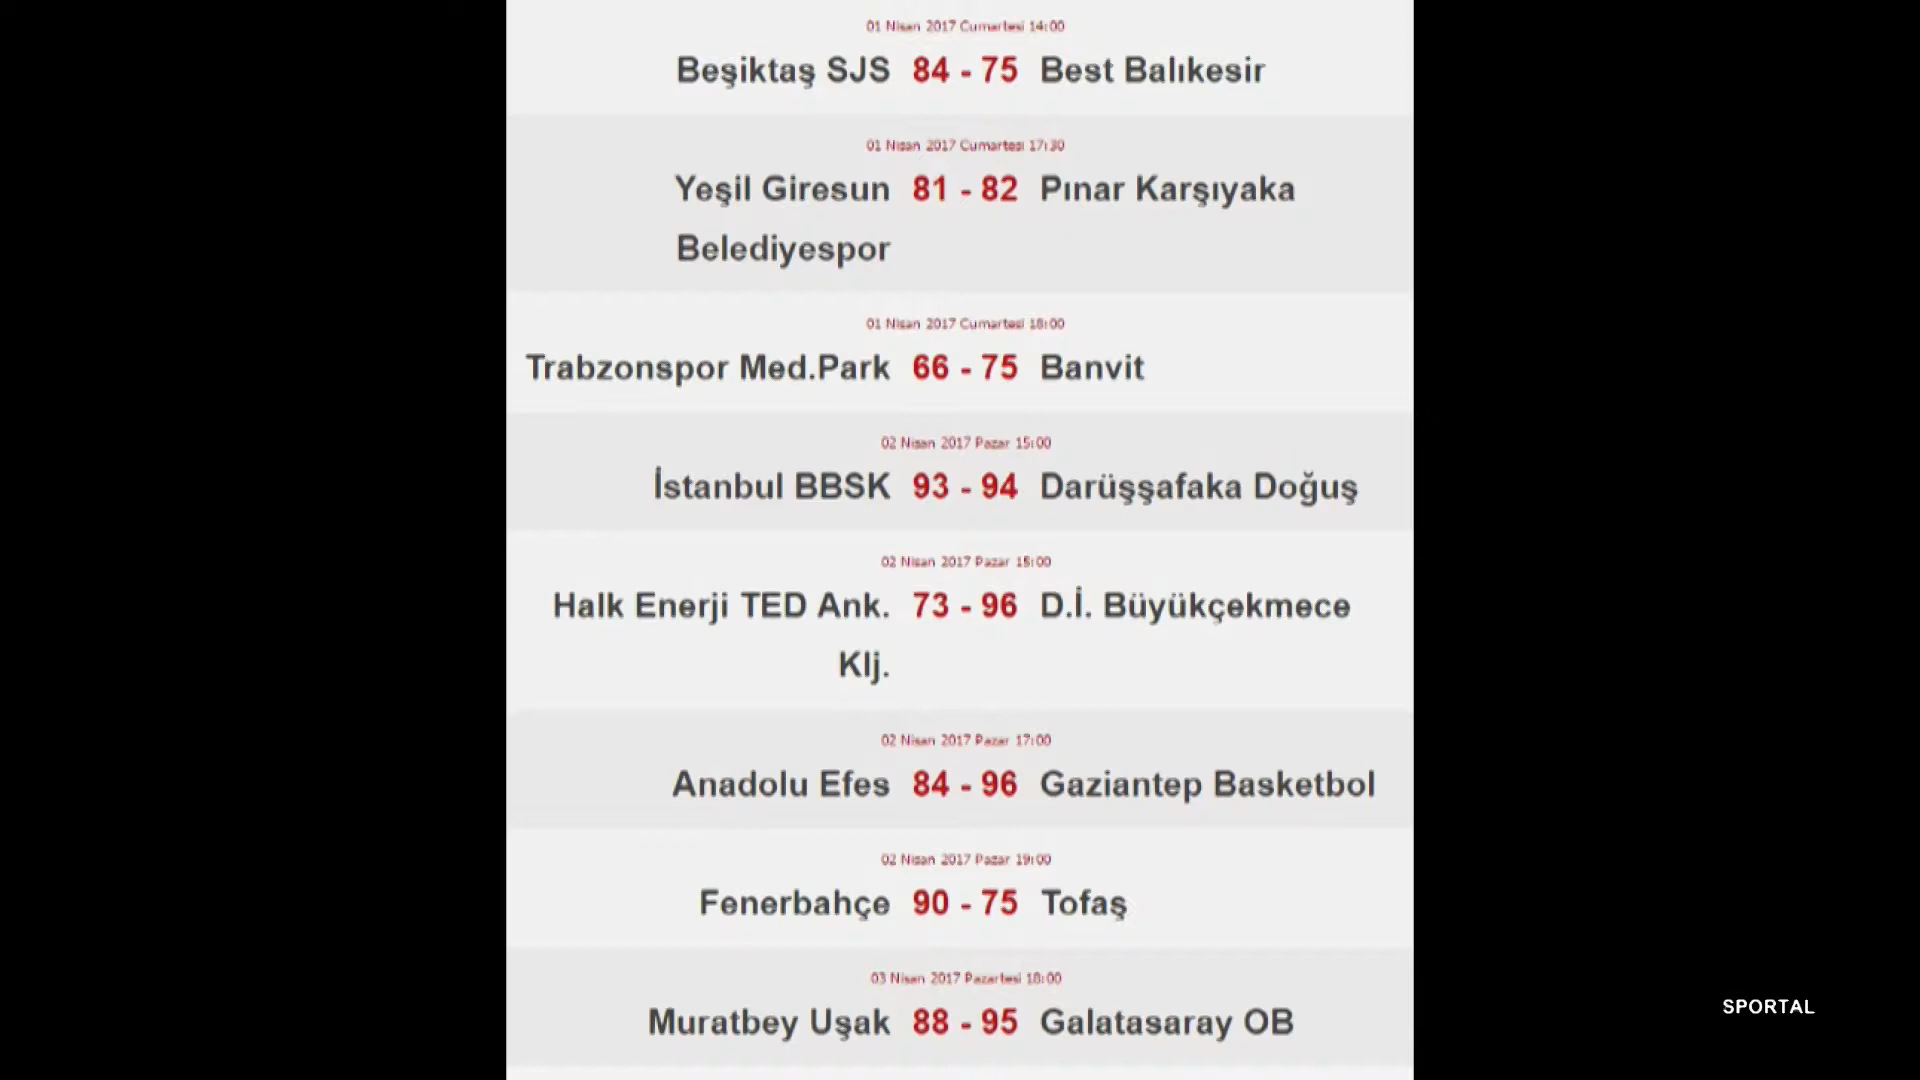 01 Nisan 2017 Cumartesi 14:00
Beşiktaş SJS 84 - 75 Best Balıkesir
01 Nisan 2017 Cumartesi 17:30
Yeşil Giresun 81 - 82 Pınar Karşıyaka
Belediyespor
01 Nisan 2017 Cumartesi 18:00
Trabzonspor Med.Park 66 - 75 Banvit
02 Nisan 2017 Pazar 15:00
İstanbul BBSK 93 - 94 Darüşşafaka Doğuş
02 Nisan 2017 Pazar 15:00
Halk Enerji TED Ank. 73 - 96 D.İ. Büyükçekmece
Klj.
02 Nisan 2017 Pazar 17:00
Anadolu Efes 84 - 96 Gaziantep Basketbol
02 Nisan 2017 Pazar 19:00
Fenerbahçe 90 - 75 Tofaş
03 Nisan 2017 Pazartesi 18:00
Muratbey Uşak 88 - 95 Galatasaray OB
SPORTAL